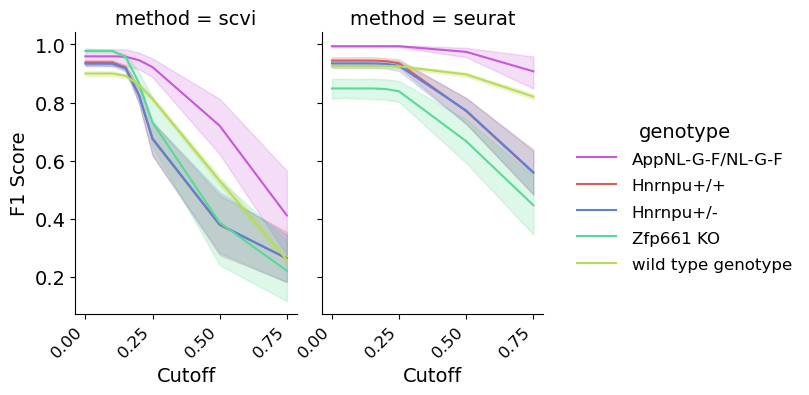 method = scvi
method = seurat
1.0
0.8
0.6
0.4
0.2
F1 Score
0.00
0.25
0.50
0.75
Cutoff
0.00
0.25
0.50
0.75
Cutoff
genotype
AppNL-G-F/NL-G-F
Hnrnpu+/+
Hnrnpu+/-
Zfp661 KO
wild type genotype